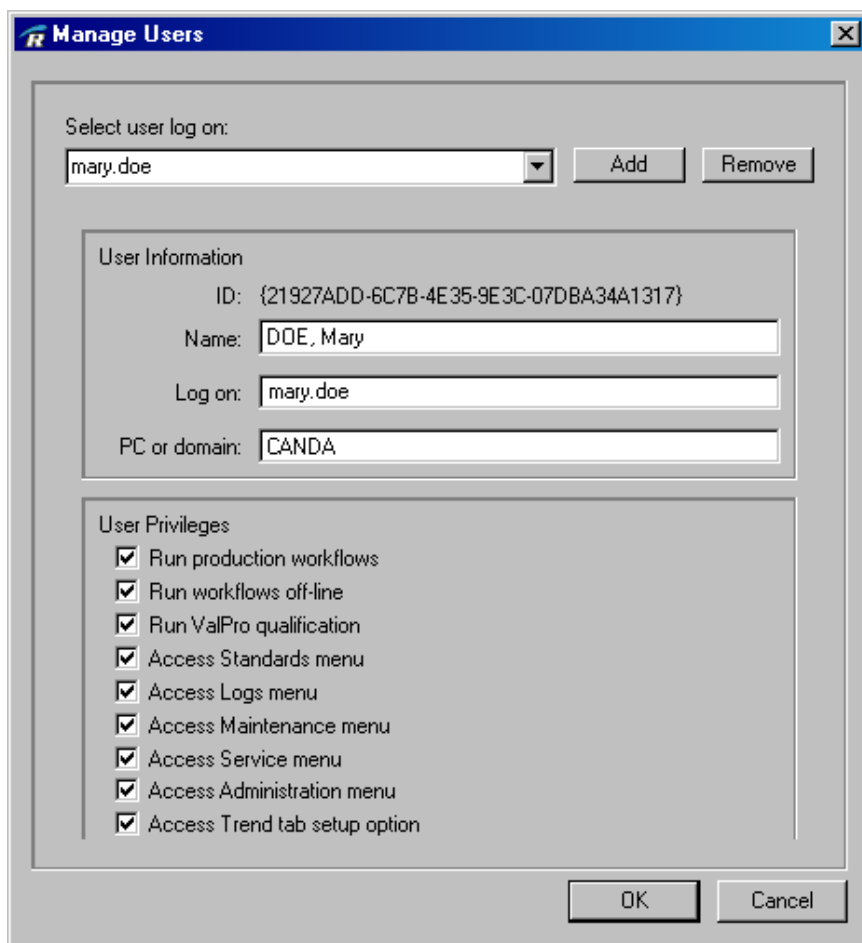 Manage Users
Select user log on:
mary.doe Add Remove
User Information
ID: {21927ADD-6C7B-4E35-9E3C-07DBA34A1317}
Name: DOE, Mary
Log on: mary.doe
PC or domain: CANDA
User Privileges
Run production workflows
Run workflows off-line
Run ValPro qualification
Access Standards menu
Access Logs menu
Access Maintenance menu
Access Service menu
Access Administration menu
Access Trend tab setup option
OK Cancel